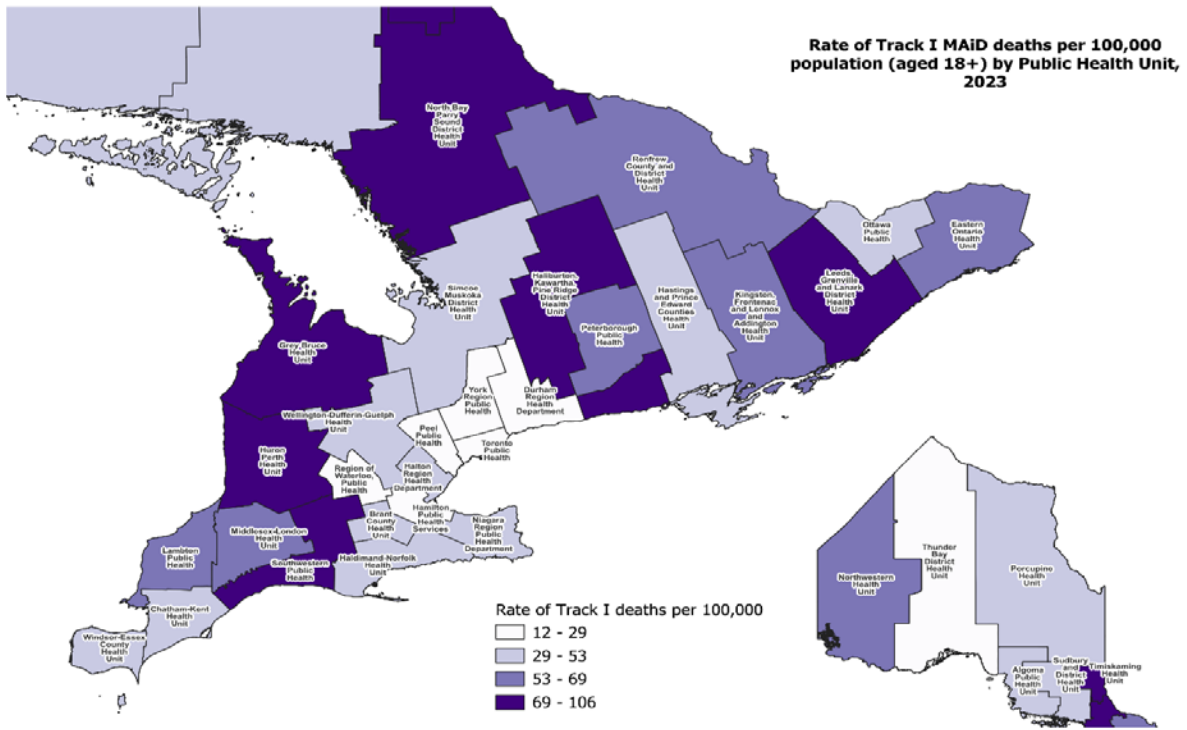 Rate of Track I MAiD deaths per 100,000
population (aged 18+) by Public Health Unit,
2023
North Bay
Parry
Sound
District
Health
Unit
Renfrew
County and
District
Health
Unit
Ottawa
Public
Health
Eastern
Ontario
Health
Unit
Simcoe
Muskoka
District
Health
Unit
Haliburton,
Kawartha,
Pine Ridge
District
Health
Unit
Hastings
and Prince
Edward
Counties
Health
Unit
Kingston,
Frontenac
and Lennox
and
Addington
Health
Unit
Leeds,
Grenville
and Lanark
District
Health
Unit
Peterborough
Public
Health
Grey Bruce
Health
Unit
York
Region
Public
Health
Durham
Region
Health
Department
Wellington-Dufferin-Guelph
Health
Unit
Peel
Public
Health
Toronto
Public
Health
Huron
Perth
Health
Unit
Region of
Waterloo,
Public
Health
Halton
Region
Health
Department
Hamilton
Public
Health
Services
Brant
County
Health
Unit
Niagara
Region
Public
Health
Department
Middlesex-London
Health
Unit
Lambton
Public
Health
Southwestern
Public
Health
Haldimand-Norfolk
Health
Unit
Chatham-Kent
Health
Unit
Windsor-Essex
County
Health
Unit
Rate of Track I deaths per 100,000
12 - 29
29 - 53
53 - 69
69 - 106
Northwestern
Health
Unit
Thunder
Bay
District
Health
Unit
Porcupine
Health
Unit
Algoma
Public
Health
Unit
Sudbury
and
District
Health
Unit
Timiskaming
Health
Unit